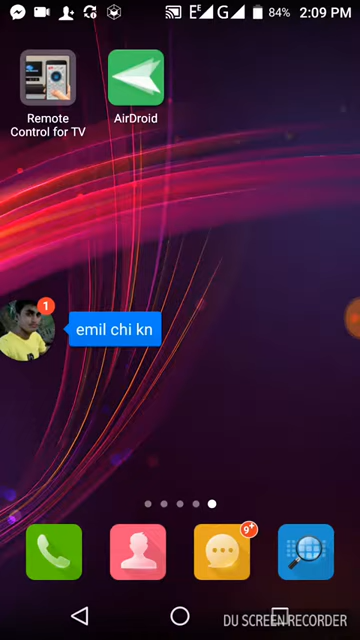 E E G 84% 2:09 PM
Remote
Control for TV
AirDroid
1
emil chi kn
9+
DU SCREEN RECORDER